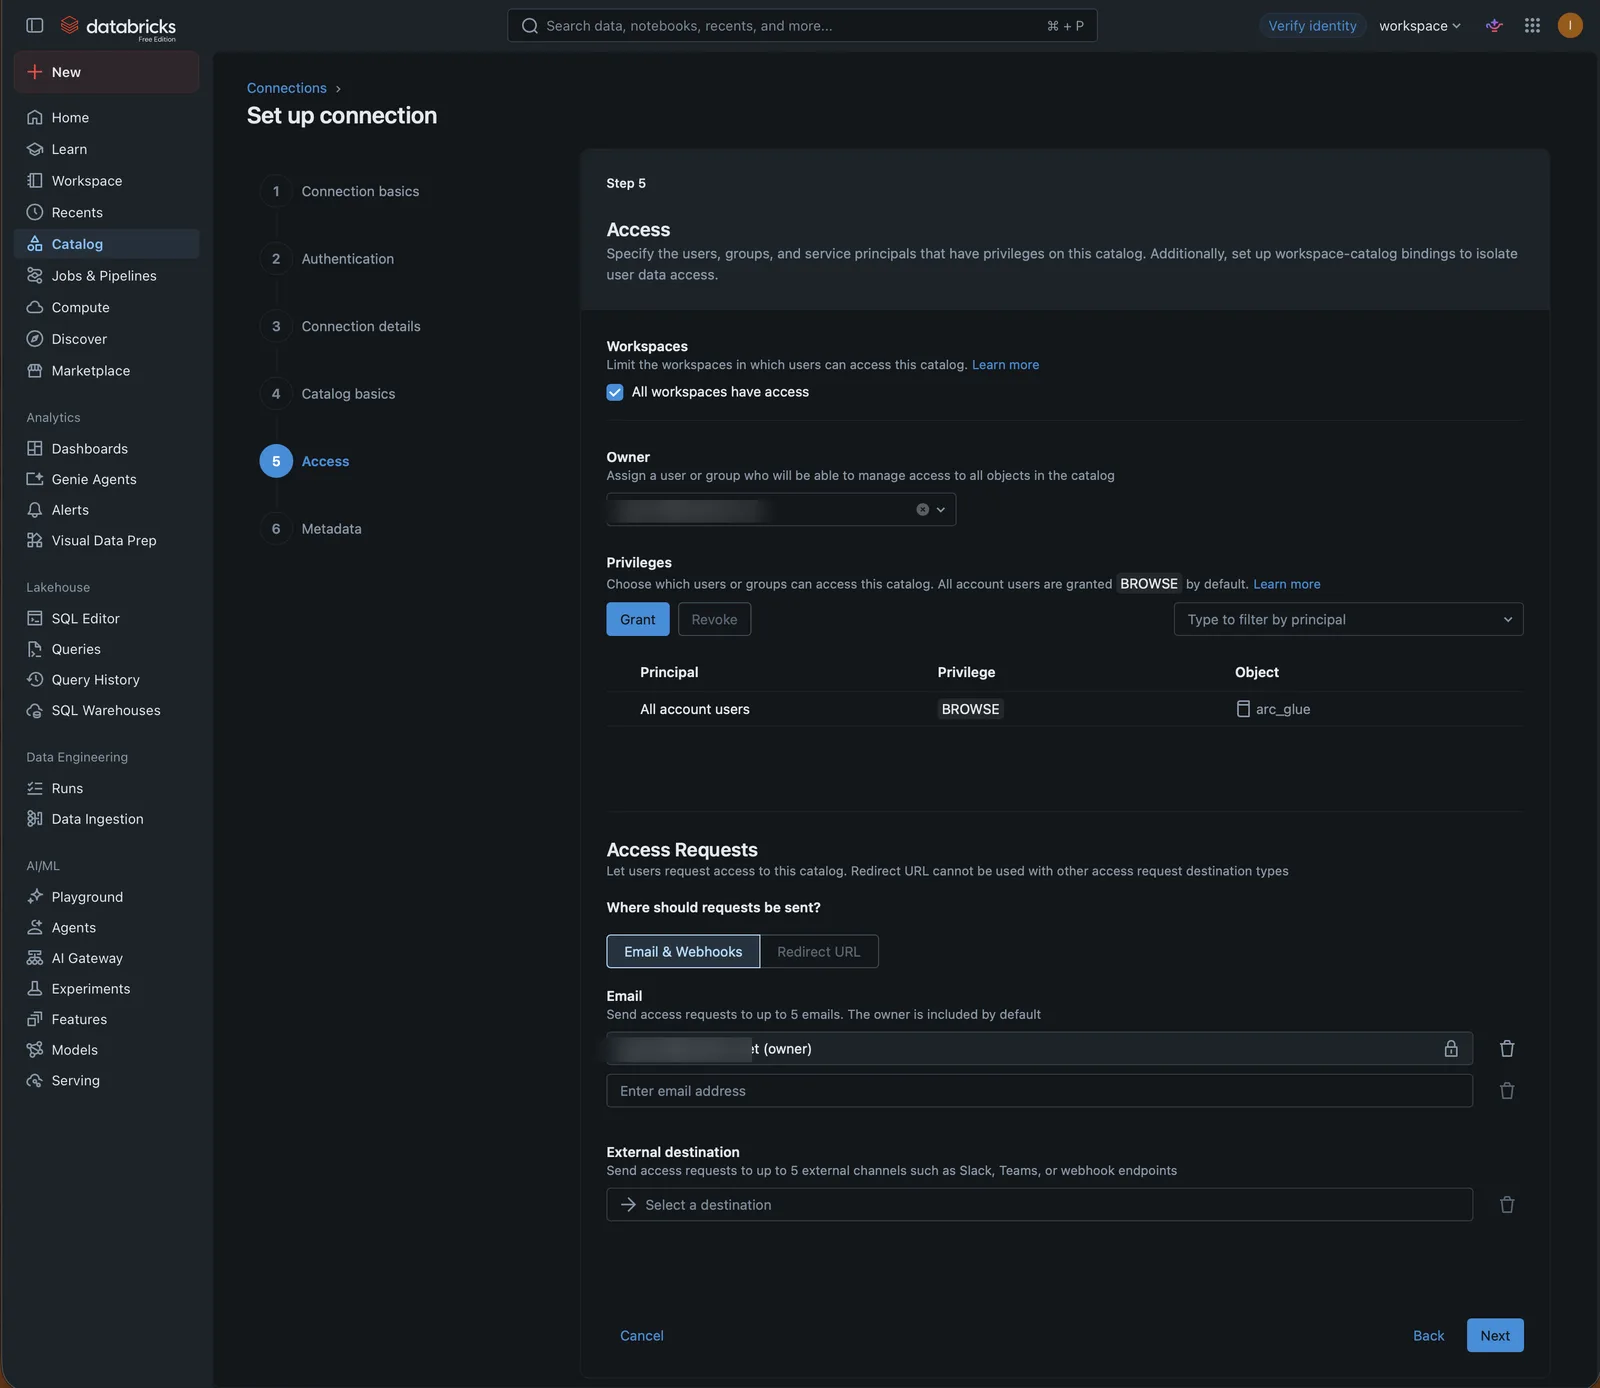 databricks
Free Edition
Search data, notebooks, recents, and more...
⌘ + P
Verify identity
workspace
I
New
Home
Learn
Workspace
Recents
Catalog
Jobs & Pipelines
Compute
Discover
Marketplace
Analytics
Dashboards
Genie Agents
Alerts
Visual Data Prep
Lakehouse
SQL Editor
Queries
Query History
SQL Warehouses
Data Engineering
Runs
Data Ingestion
AI/ML
Playground
Agents
AI Gateway
Experiments
Features
Models
Serving
Connections ›
Set up connection
1 Connection basics
2 Authentication
3 Connection details
4 Catalog basics
5 Access
6 Metadata
Step 5
Access
Specify the users, groups, and service principals that have privileges on this catalog. Additionally, set up workspace-catalog bindings to isolate
user data access.
Workspaces
Limit the workspaces in which users can access this catalog. Learn more
All workspaces have access
Owner
Assign a user or group who will be able to manage access to all objects in the catalog
Privileges
Choose which users or groups can access this catalog. All account users are granted BROWSE by default. Learn more
Grant
Revoke
Type to filter by principal
Principal Privilege Object
All account users BROWSE arc_glue
Access Requests
Let users request access to this catalog. Redirect URL cannot be used with other access request destination types
Where should requests be sent?
Email & Webhooks
Redirect URL
Email
Send access requests to up to 5 emails. The owner is included by default
et (owner)
Enter email address
External destination
Send access requests to up to 5 external channels such as Slack, Teams, or webhook endpoints
Select a destination
Cancel
Back
Next